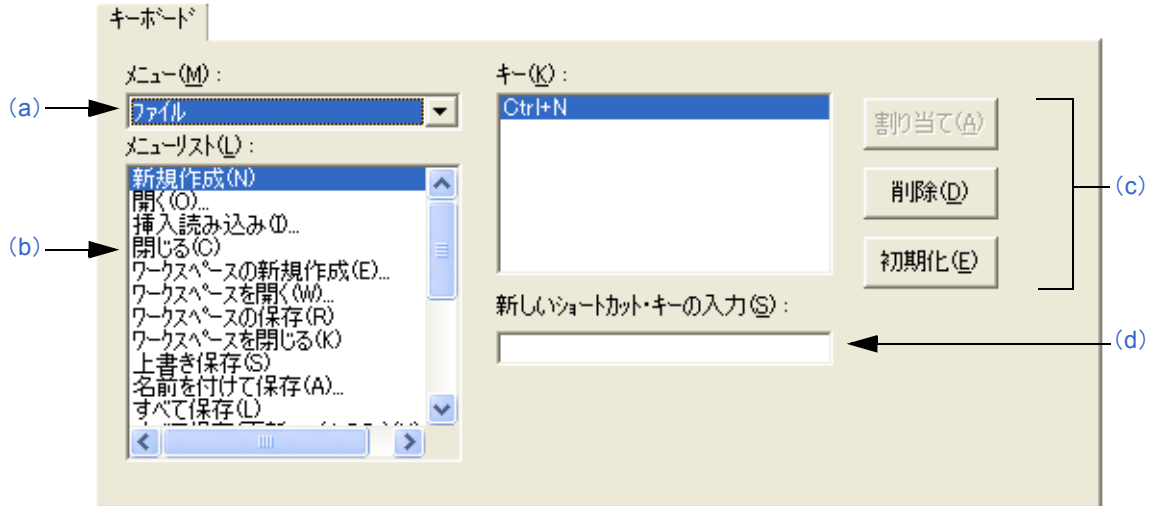 キーボード
メニュー(M):
ファイル
メニューリスト(L):
新規作成(N)
開く(O)...
挿入読み込み(I)...
閉じる(C)
ワークスペースの新規作成(E)...
ワークスペースを開く(W)...
ワークスペースの保存(R)
ワークスペースを閉じる(K)
上書き保存(S)
名前を付けて保存(A)...
すべて保存(L)
キー(K):
Ctrl+N
割り当て(A)
削除(D)
初期化(E)
新しいショートカット・キーの入力(S):
(a)
(b)
(c)
(d)